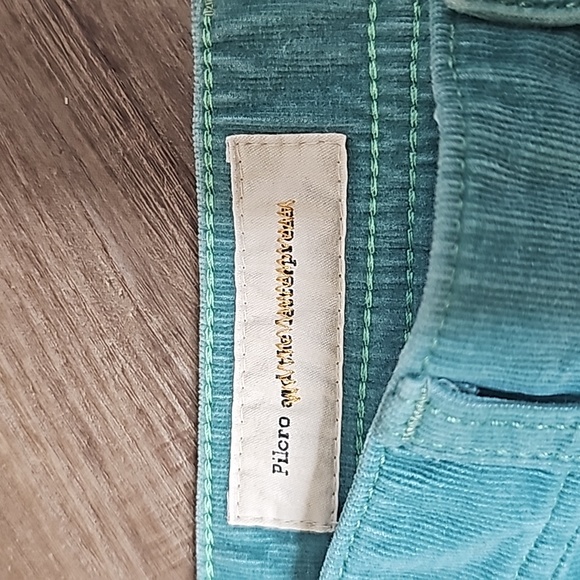 Pilcro and the letterpress